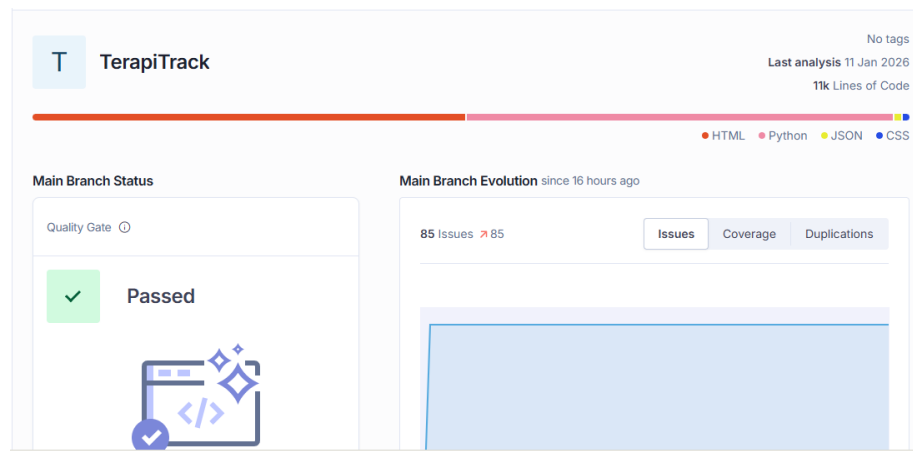 No tags
T TerapiTrack
Last analysis 11 Jan 2026
11k Lines of Code
HTML Python JSON CSS
Main Branch Status
Main Branch Evolution since 16 hours ago
Quality Gate
85 Issues 85
Issues Coverage Duplications
Passed